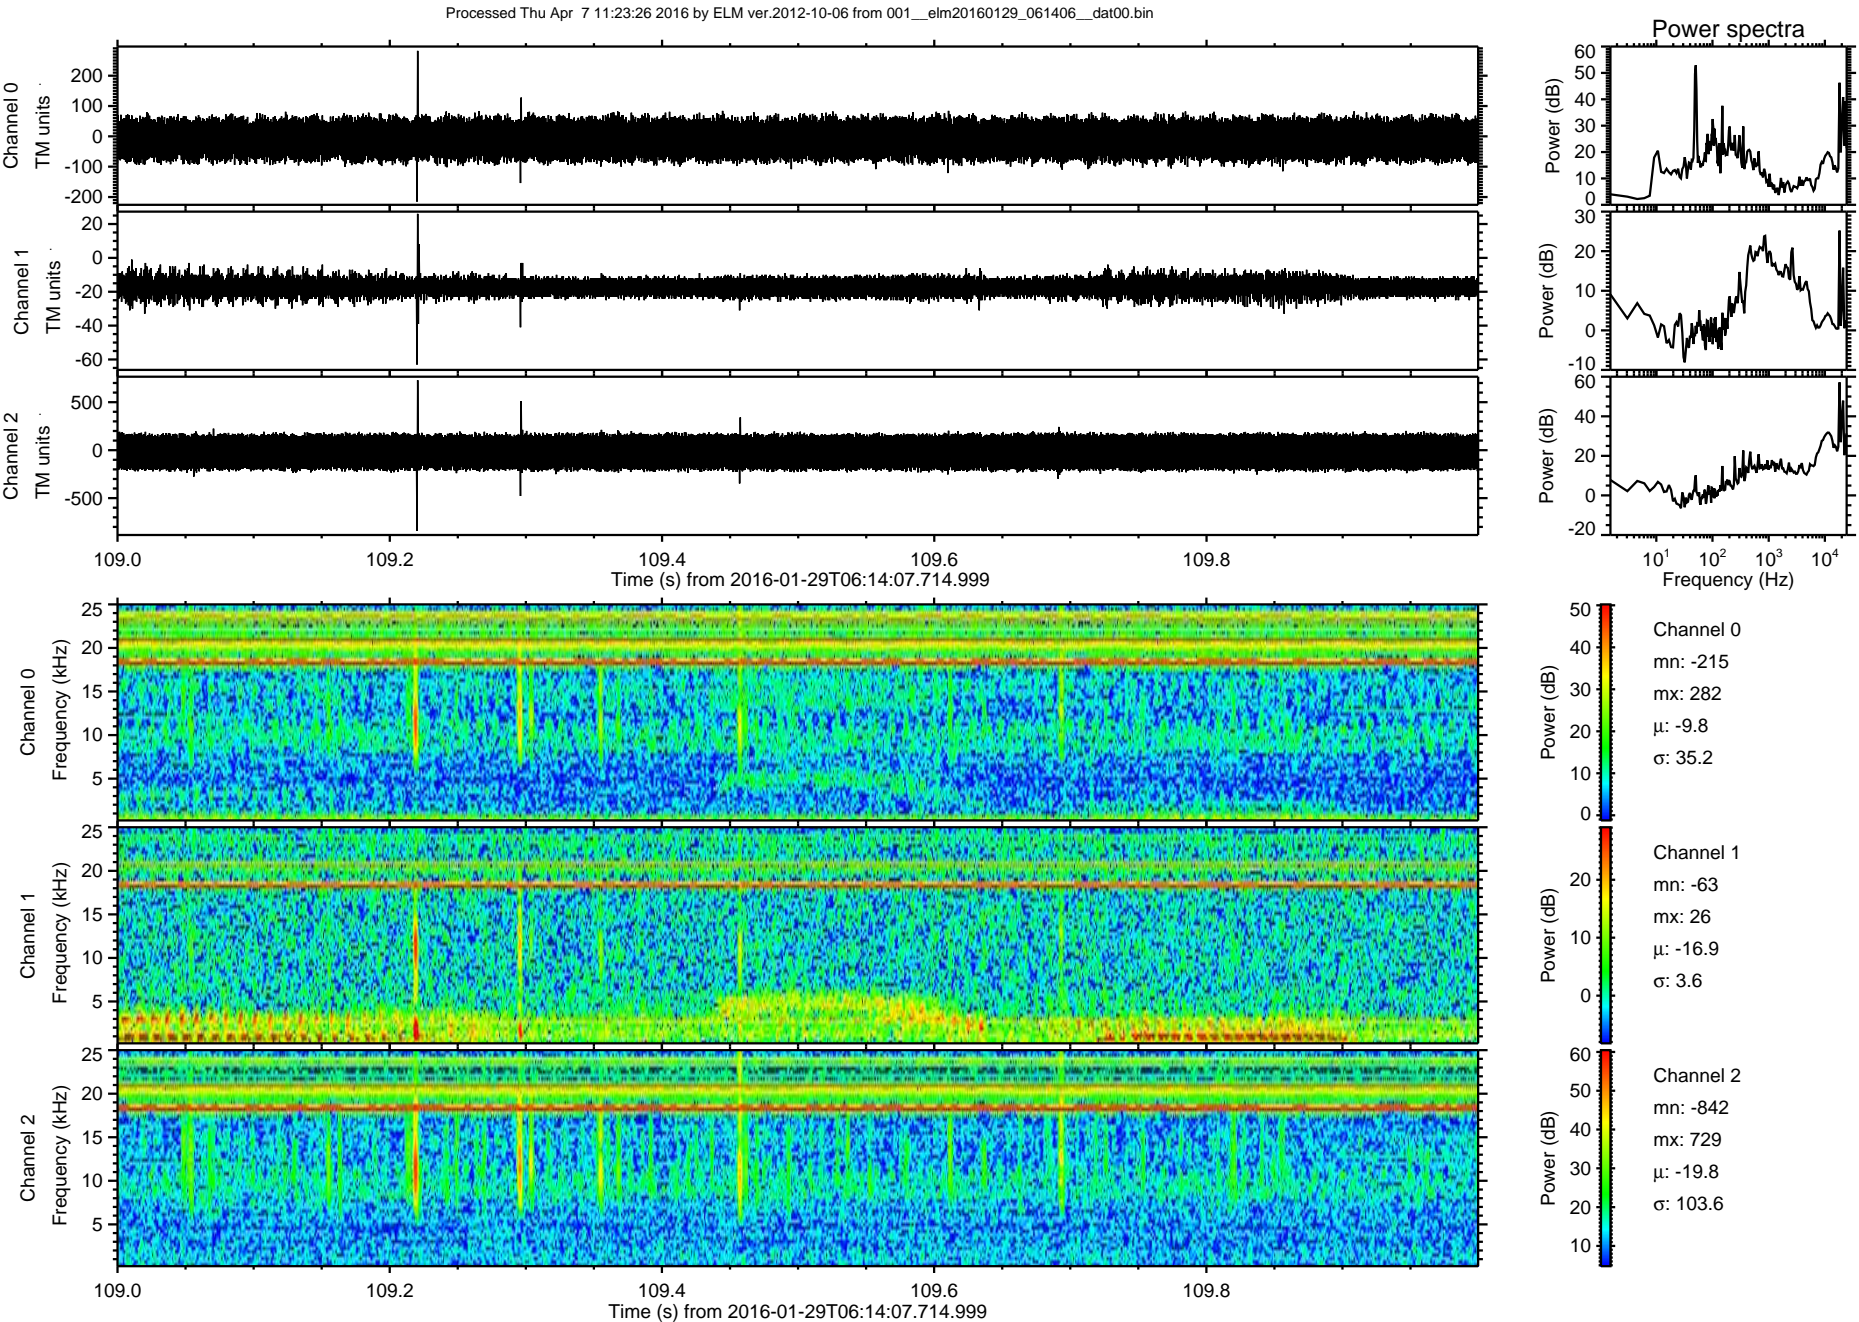 Processed Thu Apr  7 11:23:26 2016 by ELM ver.2012-10-06 from 001__elm20160129_061406__dat00.bin
Power spectra
Channel 0
TM units
200
100
0
-100
-200
Power (dB)
60
50
40
30
20
10
0
Channel 1
TM units
20
0
-20
-40
-60
Power (dB)
30
20
10
0
-10
Channel 2
TM units
500
0
-500
Power (dB)
60
40
20
0
-20
109.0 109.2 109.4 109.6 109.8
Time (s) from 2016-01-29T06:14:07.714.999
10¹ 10² 10³ 10⁴
Frequency (Hz)
Channel 0
Frequency (kHz)
25
20
15
10
5
Power (dB)
50
40
30
20
10
0
Channel 0
mn: -215
mx: 282
μ: -9.8
σ: 35.2
Channel 1
Frequency (kHz)
25
20
15
10
5
Power (dB)
20
10
0
Channel 1
mn: -63
mx: 26
μ: -16.9
σ: 3.6
Channel 2
Frequency (kHz)
25
20
15
10
5
Power (dB)
60
50
40
30
20
10
Channel 2
mn: -842
mx: 729
μ: -19.8
σ: 103.6
109.0 109.2 109.4 109.6 109.8
Time (s) from 2016-01-29T06:14:07.714.999